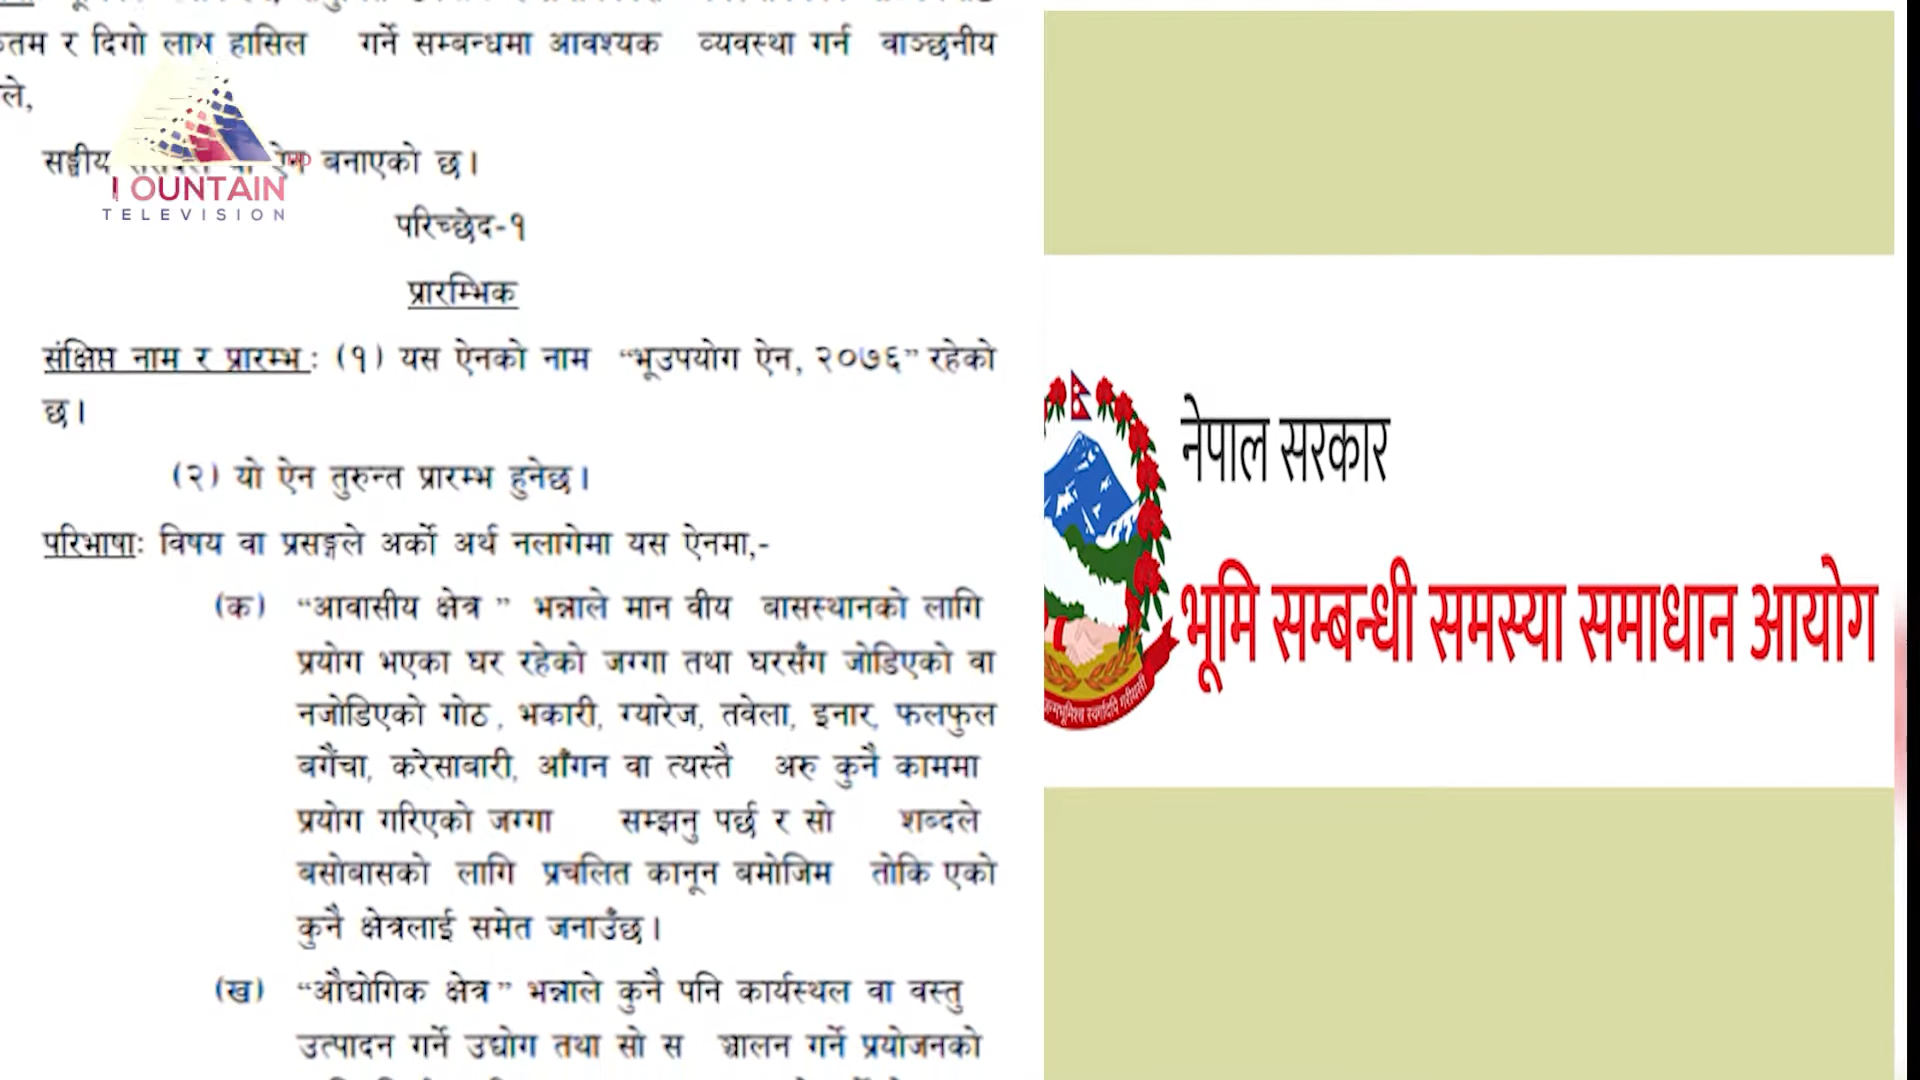 तम र दिगो लाभ हासिल गर्ने सम्बन्धमा आवश्यक व्यवस्था गर्न वाञ्छनीय
ले,
सङ्घीय ऐन बनाएको छ।
OUNTAIN
TELEVISION
परिच्छेद-१
प्रारम्भिक
संक्षिप्त नाम र प्रारम्भ: (१) यस ऐनको नाम “भूउपयोग ऐन, २०७६” रहेको
छ।
(२) यो ऐन तुरुन्त प्रारम्भ हुनेछ।
परिभाषा: विषय वा प्रसङ्गले अर्को अर्थ नलागेमा यस ऐनमा,-
(क) “आवासीय क्षेत्र ” भन्नाले मान वीय बासस्थानको लागि
प्रयोग भएका घर रहेको जग्गा तथा घरसँग जोडिएको वा
नजोडिएको गोठ , भकारी, ग्यारेज, तवेला, इनार, फलफुल
बगैंचा, करेसाबारी, आँगन वा त्यस्तै अरु कुनै काममा
प्रयोग गरिएको जग्गा सम्झनु पर्छ र सो शब्दले
बसोबासको लागि प्रचलित कानून बमोजिम तोकि एको
कुनै क्षेत्रलाई समेत जनाउँछ।
(ख) “औद्योगिक क्षेत्र” भन्नाले कुनै पनि कार्यस्थल वा वस्तु
उत्पादन गर्ने उद्योग तथा सो स ञ्चालन गर्ने प्रयोजनको
नेपाल सरकार
भूमि सम्बन्धी समस्या समाधान आयोग